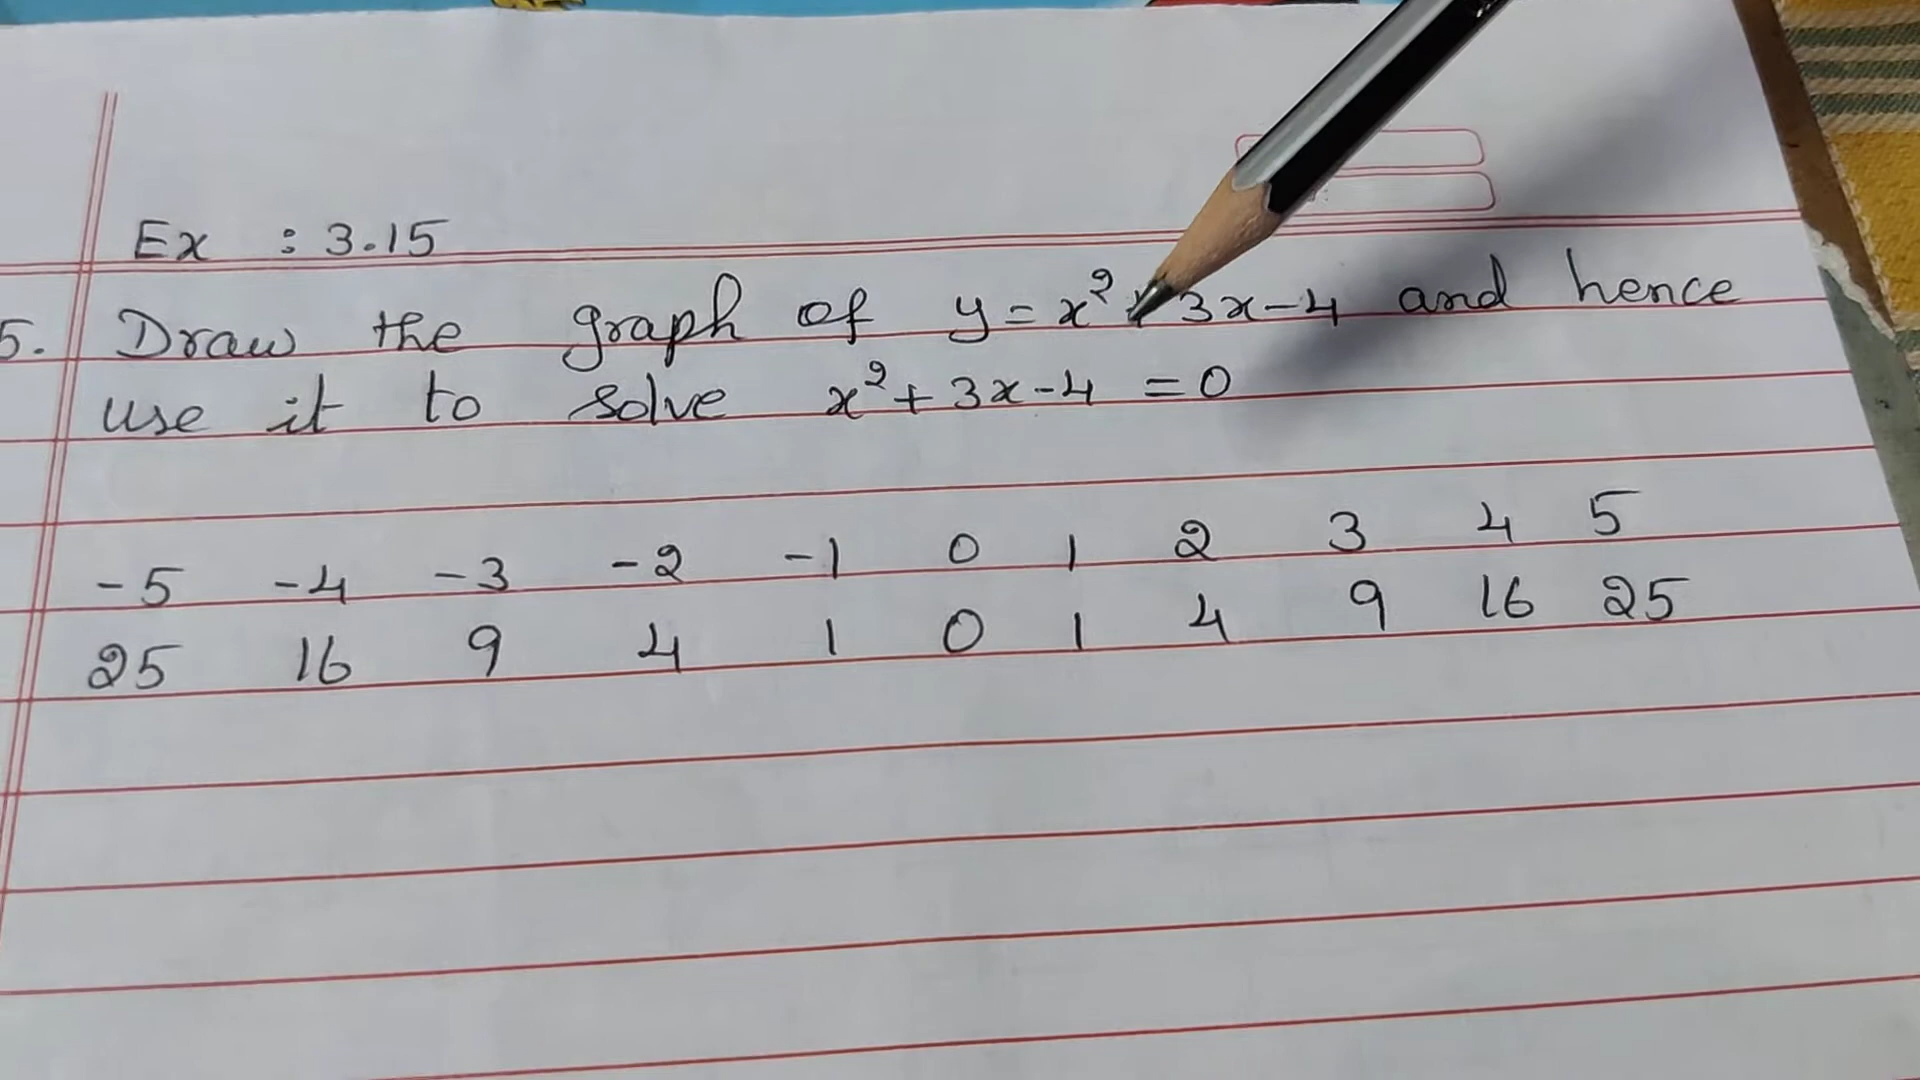 Ex : 3.15
5. Draw the graph of y = x² + 3x - 4 and hence
use it to solve x² + 3x - 4 = 0
-5 -4 -3 -2 -1 0 1 2 3 4 5
25 16 9 4 1 0 1 4 9 16 25